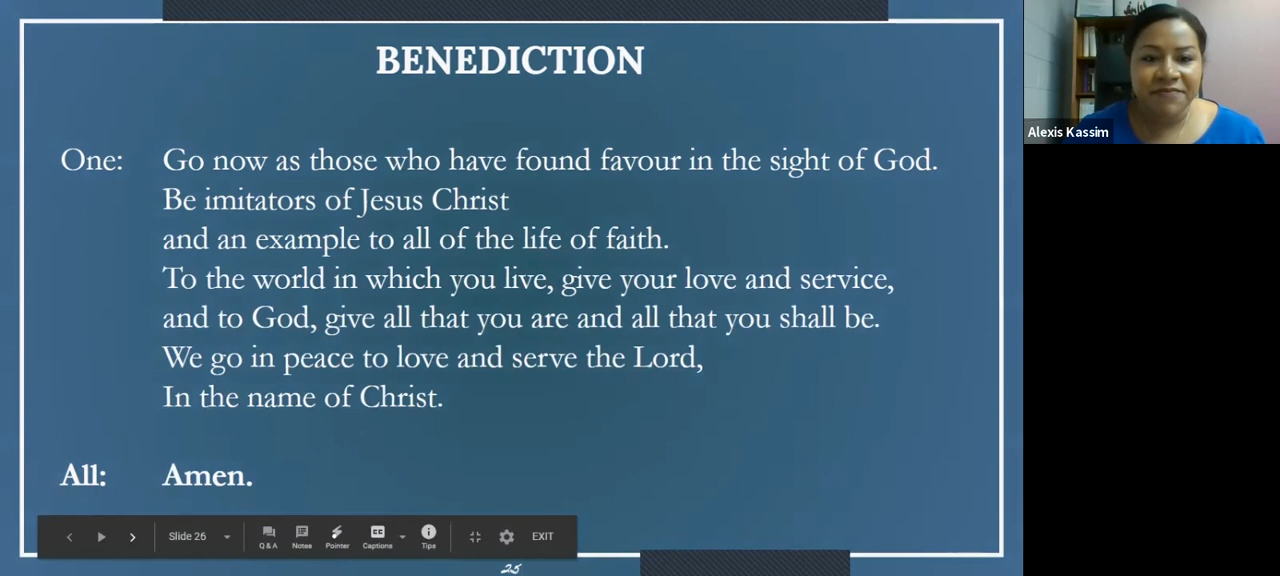 BENEDICTION
One: Go now as those who have found favour in the sight of God.
Be imitators of Jesus Christ
and an example to all of the life of faith.
To the world in which you live, give your love and service,
and to God, give all that you are and all that you shall be.
We go in peace to love and serve the Lord,
In the name of Christ.
All: Amen.
Slide 26
Q & A Notes Pointer Captions Tips EXIT
25
Alexis Kassim